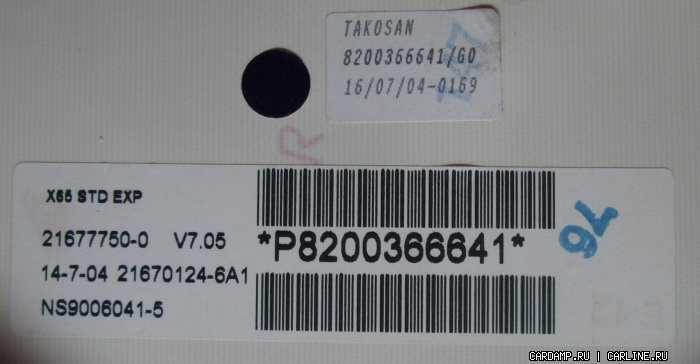 TAKOSAN
8200366641/G0
16/07/04-0169
R
X65 STD EXP
21677750-0 V7.05
*P8200366641*
14-7-04 21670124-6A1
NS9006041-5
76
CARDAMP.RU | CARLINE.RU